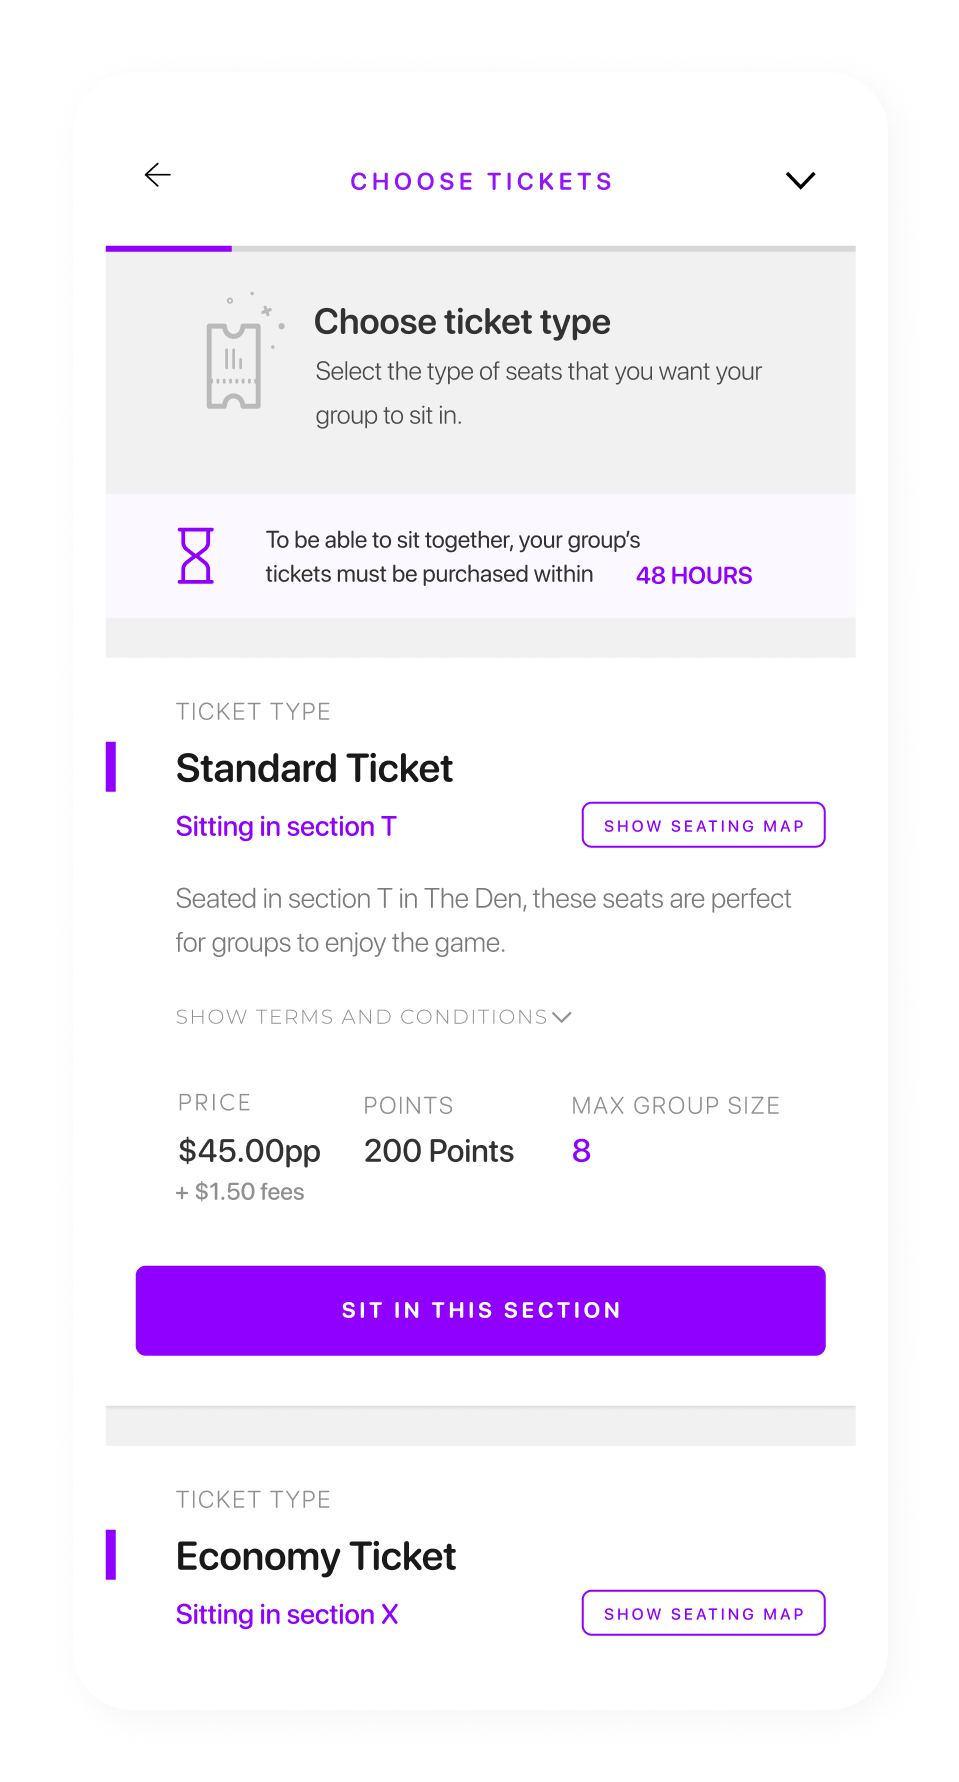 CHOOSE TICKETS
Choose ticket type
Select the type of seats that you want your
group to sit in.
To be able to sit together, your group’s
tickets must be purchased within 48 HOURS
TICKET TYPE
Standard Ticket
Sitting in section T
SHOW SEATING MAP
Seated in section T in The Den, these seats are perfect
for groups to enjoy the game.
SHOW TERMS AND CONDITIONS
PRICE POINTS MAX GROUP SIZE
$45.00pp 200 Points 8
+ $1.50 fees
SIT IN THIS SECTION
TICKET TYPE
Economy Ticket
Sitting in section X
SHOW SEATING MAP